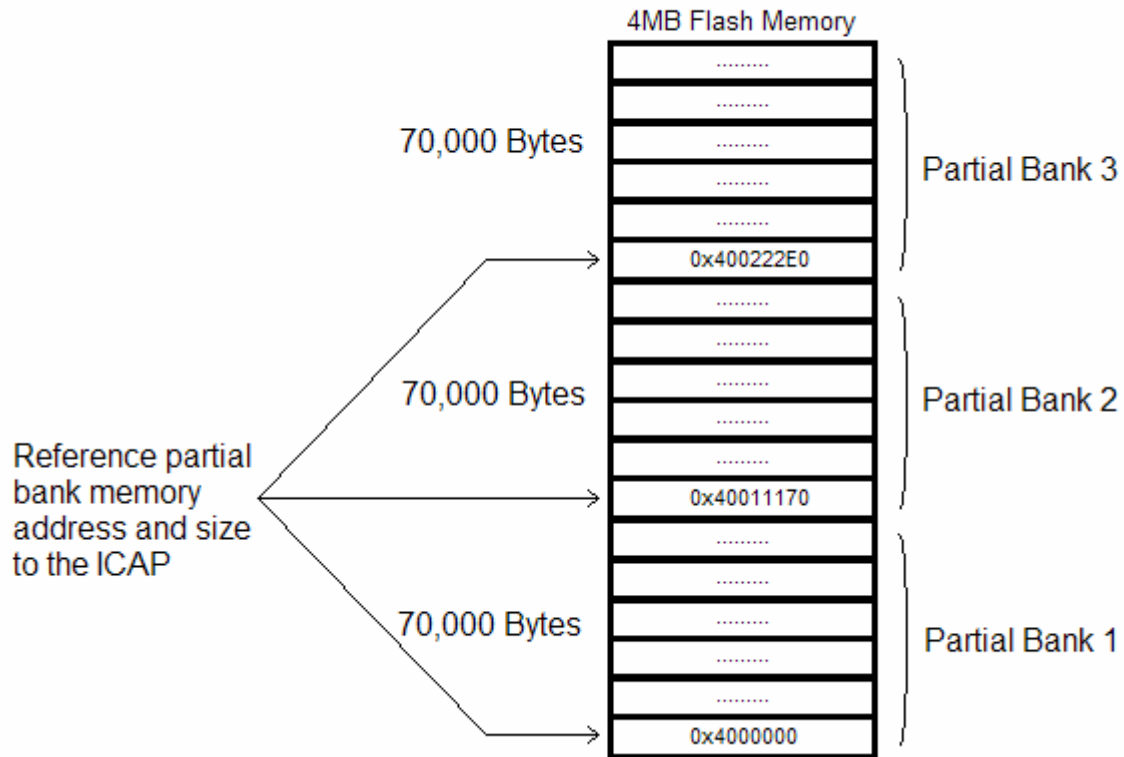 4MB Flash Memory
.........
.........
70,000 Bytes
.........
Partial Bank 3
.........
.........
0x400222E0
.........
.........
70,000 Bytes
.........
Partial Bank 2
.........
.........
Reference partial
bank memory
address and size
to the ICAP
0x40011170
.........
.........
70,000 Bytes
.........
Partial Bank 1
.........
.........
0x4000000